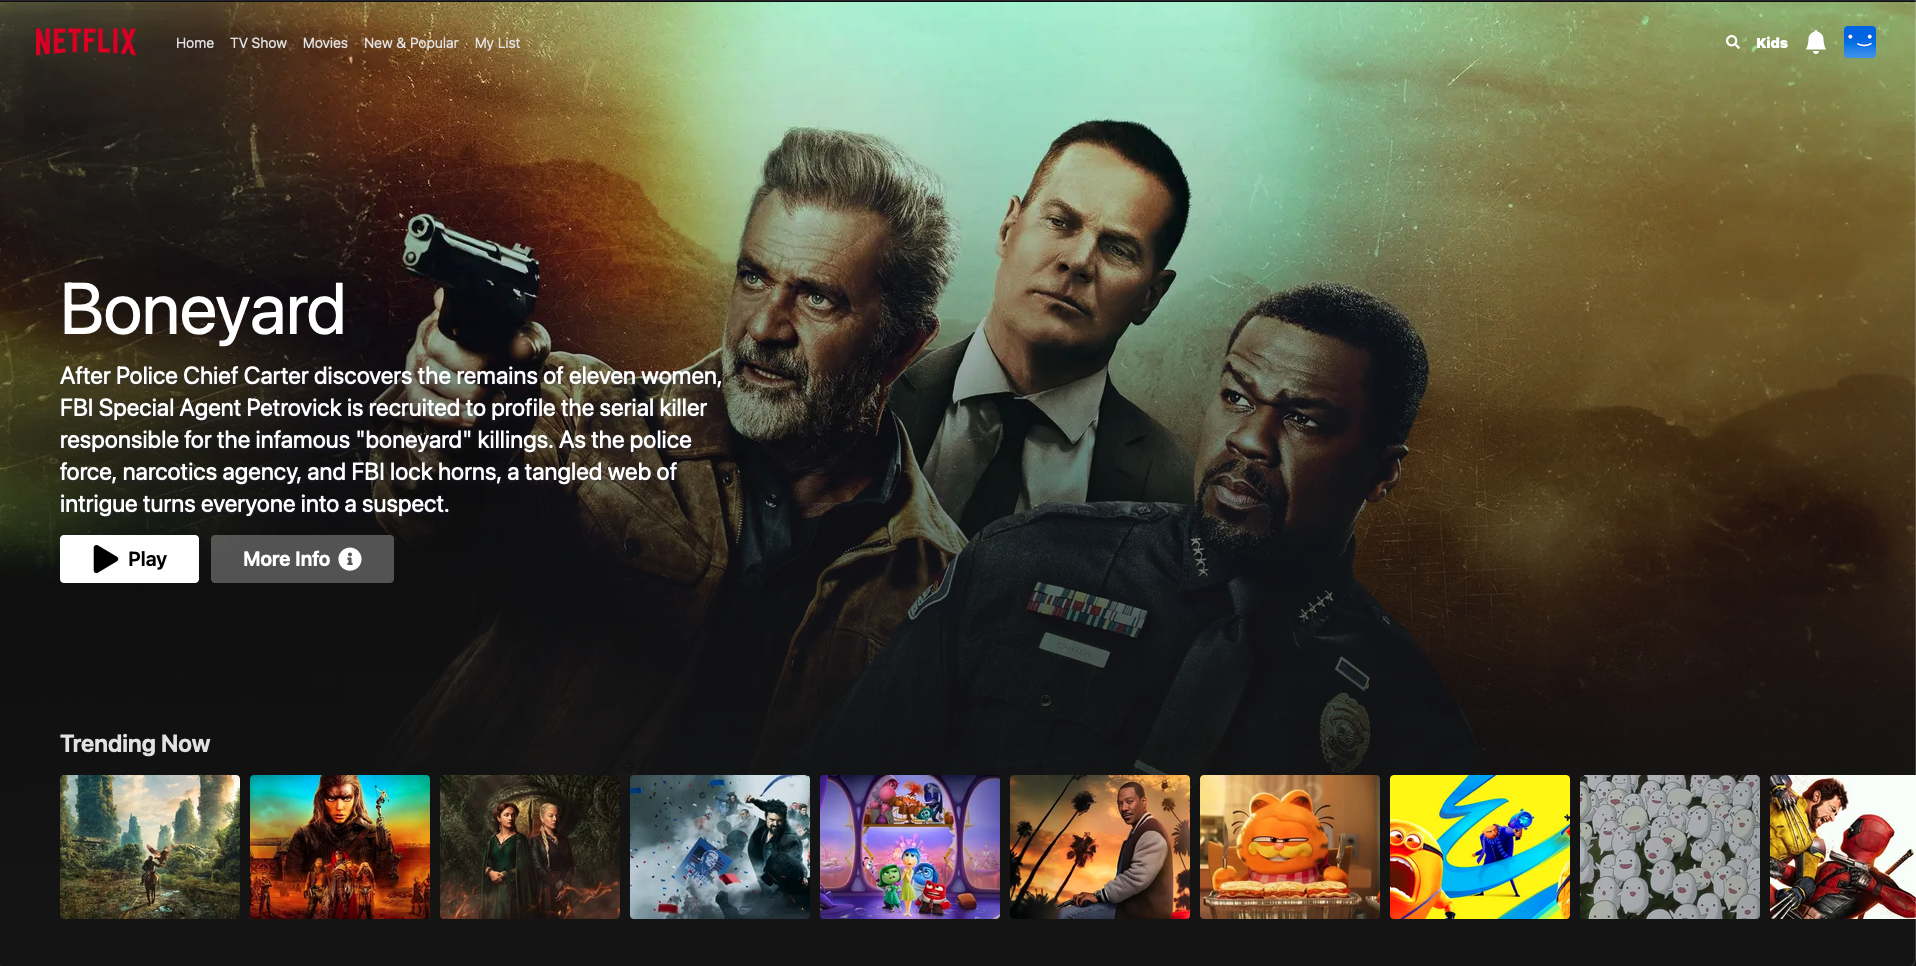 NETFLIX
Home TV Show Movies New & Popular My List
Kids
Boneyard
After Police Chief Carter discovers the remains of eleven women,
FBI Special Agent Petrovick is recruited to profile the serial killer
responsible for the infamous "boneyard" killings. As the police
force, narcotics agency, and FBI lock horns, a tangled web of
intrigue turns everyone into a suspect.
Play
More Info
Trending Now